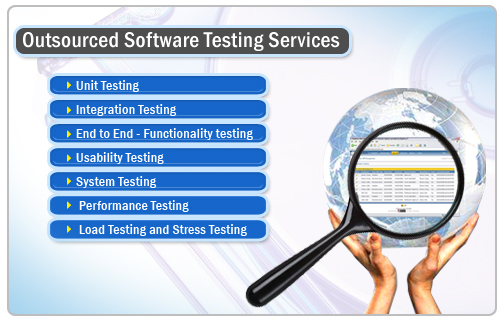 Outsourced Software Testing Services
Unit Testing
Integration Testing
End to End - Functionality testing
Usability Testing
System Testing
Performance Testing
Load Testing and Stress Testing